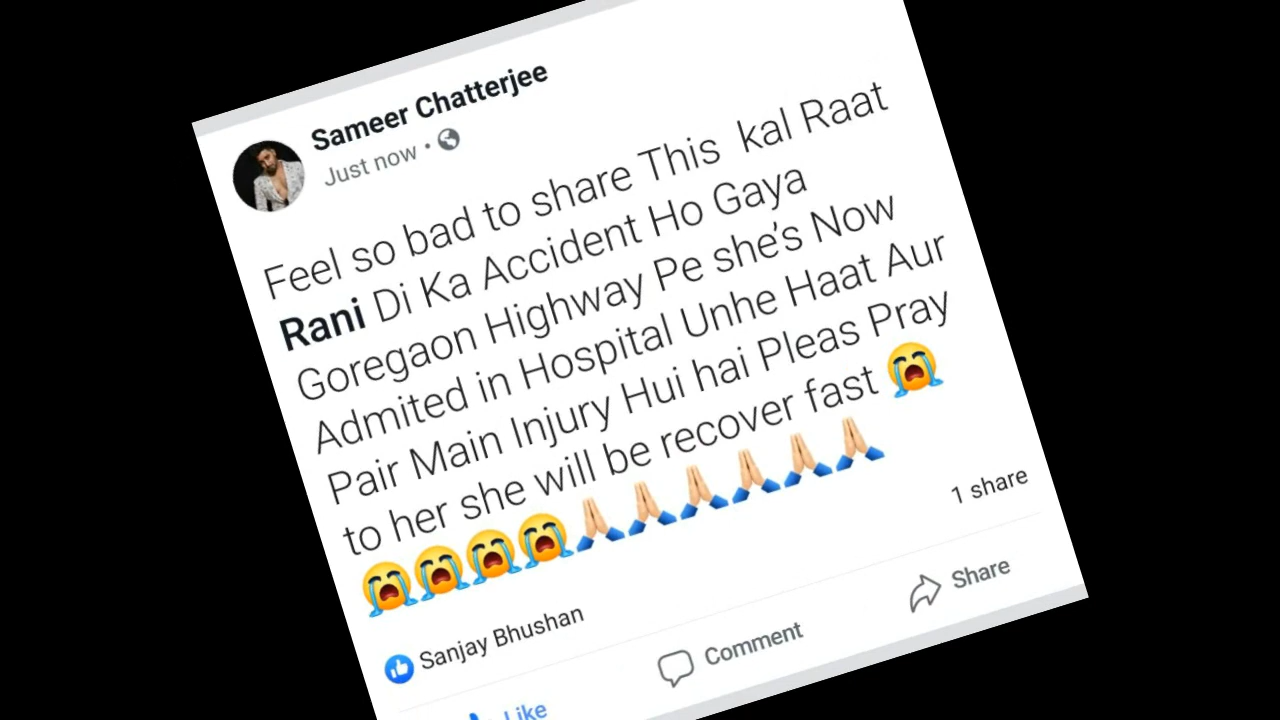 Sameer Chatterjee
Just now •
Feel so bad to share This kal Raat
Rani Di Ka Accident Ho Gaya
Goregaon Highway Pe she's Now
Admited in Hospital Unhe Haat Aur
Pair Main Injury Hui hai Pleas Pray
to her she will be recover fast 😭
😭😭😭😭🙏🏻🙏🏻🙏🏻🙏🏻🙏🏻🙏🏻
1 share
Sanjay Bhushan
Like Comment Share